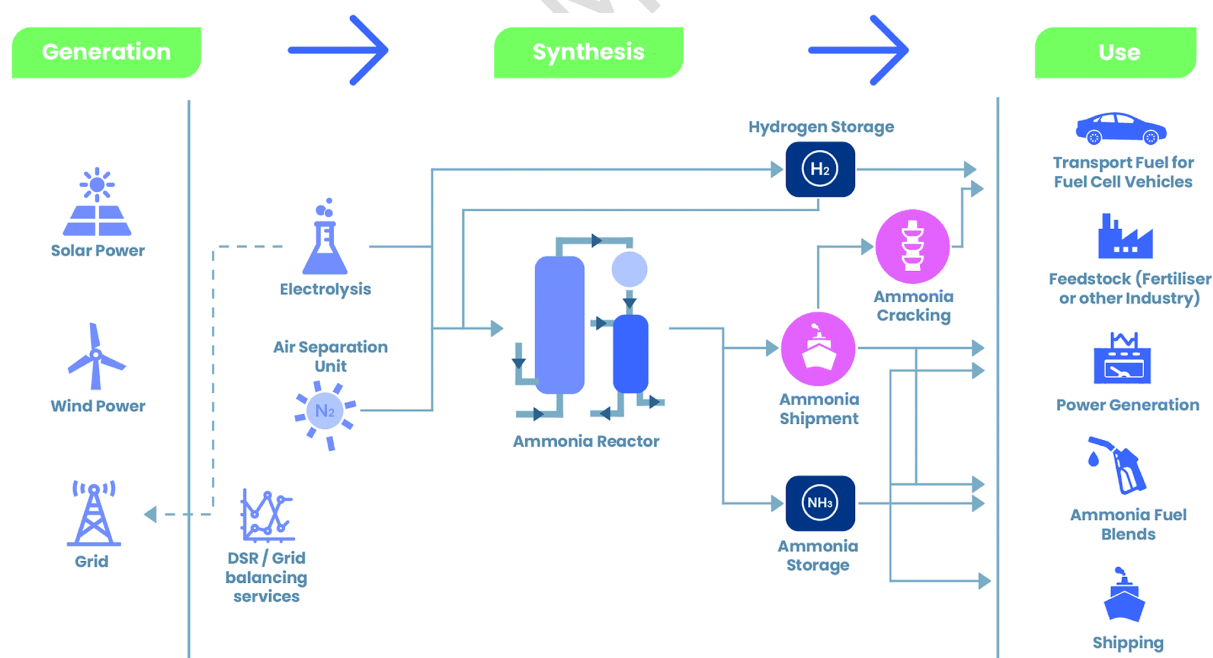 Generation
Synthesis
Use
Solar Power
Wind Power
Grid
Electrolysis
Air Separation
Unit
N2
DSR / Grid
balancing
services
Ammonia Reactor
Hydrogen Storage
H2
Ammonia
Cracking
Ammonia
Shipment
NH3
Ammonia
Storage
Transport Fuel for
Fuel Cell Vehicles
Feedstock (Fertiliser
or other Industry)
Power Generation
Ammonia Fuel
Blends
Shipping